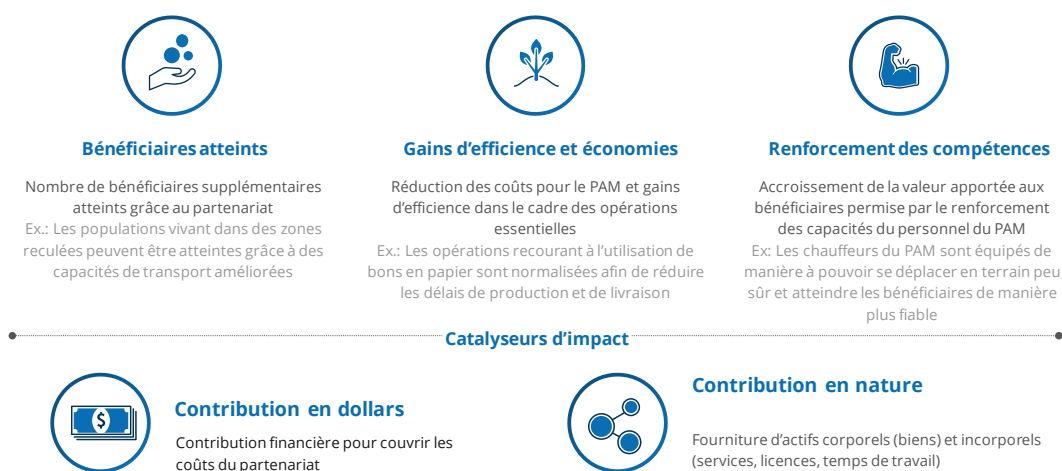 Bénéficiaires atteints
Nombre de bénéficiaires supplémentaires
atteints grâce au partenariat
Ex.: Les populations vivant dans des zones
reculées peuvent être atteintes grâce à des
capacités de transport améliorées
Gains d’efficience et économies
Réduction des coûts pour le PAM et gains
d’efficience dans le cadre des opérations
essentielles
Ex.: Les opérations recourant à l’utilisation de
bons en papier sont normalisées afin de réduire
les délais de production et de livraison
Renforcement des compétences
Accroissement de la valeur apportée aux
bénéficiaires permise par le renforcement
des capacités du personnel du PAM
Ex: Les chauffeurs du PAM sont équipés de
manière à pouvoir se déplacer en terrain peu
sûr et atteindre les bénéficiaires de manière
plus fiable
Catalyseurs d’impact
$
Contribution en dollars
Contribution financière pour couvrir les
coûts du partenariat
Contribution en nature
Fourniture d’actifs corporels (biens) et incorporels
(services, licences, temps de travail)